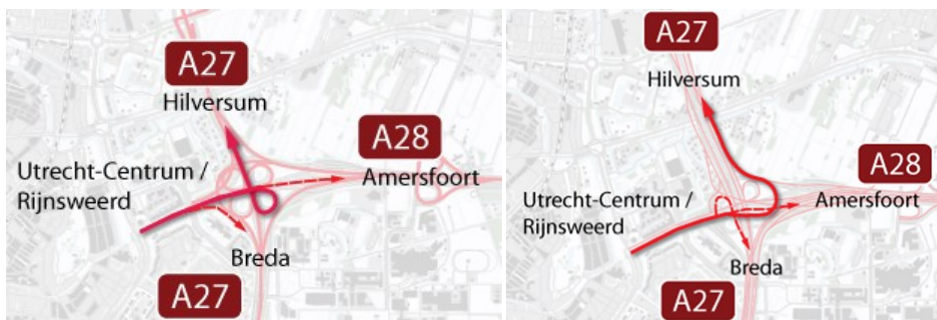 A27
Hilversum
A28
Utrecht-Centrum /
Rijnsweerd
Amersfoort
Breda
A27
A27
Hilversum
A28
Utrecht-Centrum /
Rijnsweerd
Amersfoort
Breda
A27